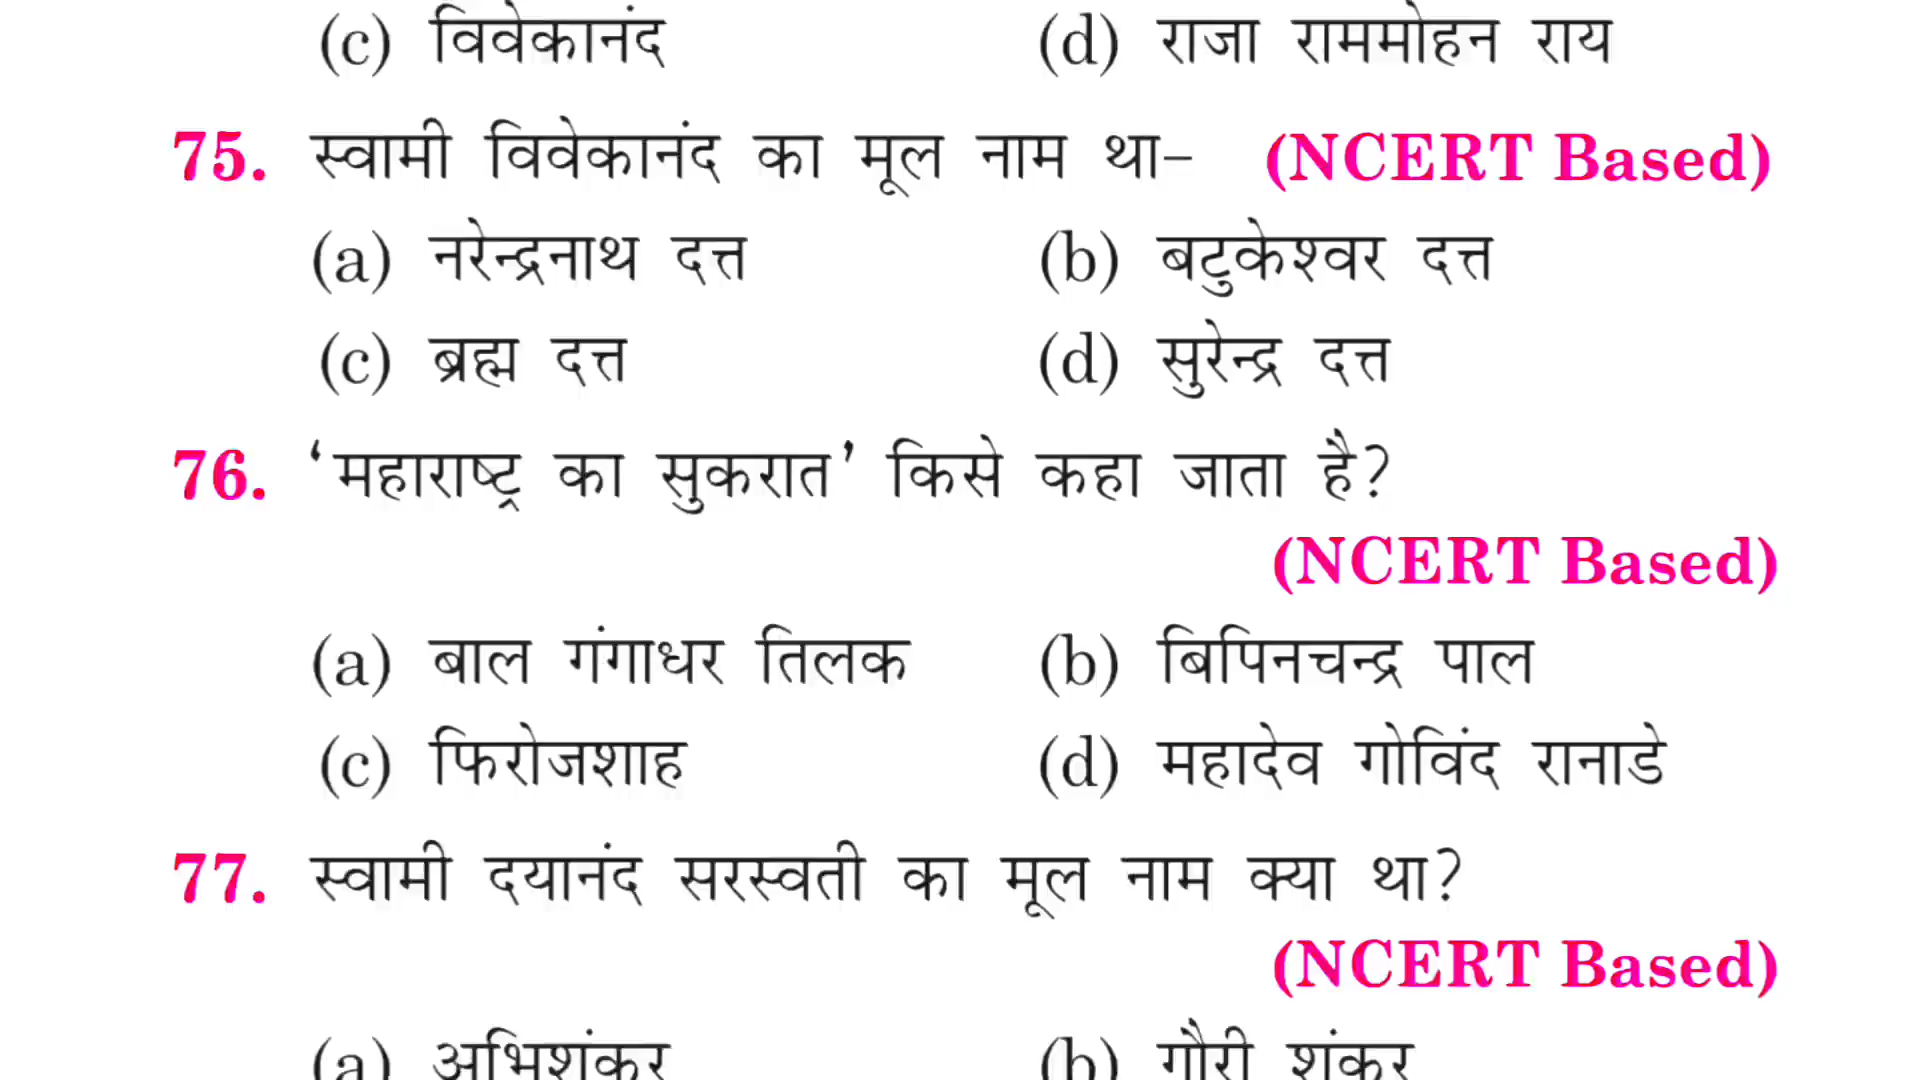 (c) विवेकानंद (d) राजा राममोहन राय
75. स्वामी विवेकानंद का मूल नाम था– (NCERT Based)
(a) नरेन्द्रनाथ दत्त (b) बटुकेश्वर दत्त
(c) ब्रह्म दत्त (d) सुरेन्द्र दत्त
76. ‘महाराष्ट्र का सुकरात’ किसे कहा जाता है?
(NCERT Based)
(a) बाल गंगाधर तिलक (b) बिपिनचन्द्र पाल
(c) फिरोजशाह (d) महादेव गोविंद रानाडे
77. स्वामी दयानंद सरस्वती का मूल नाम क्या था?
(NCERT Based)
(a) अभिशंकर (b) गौरी शंकर